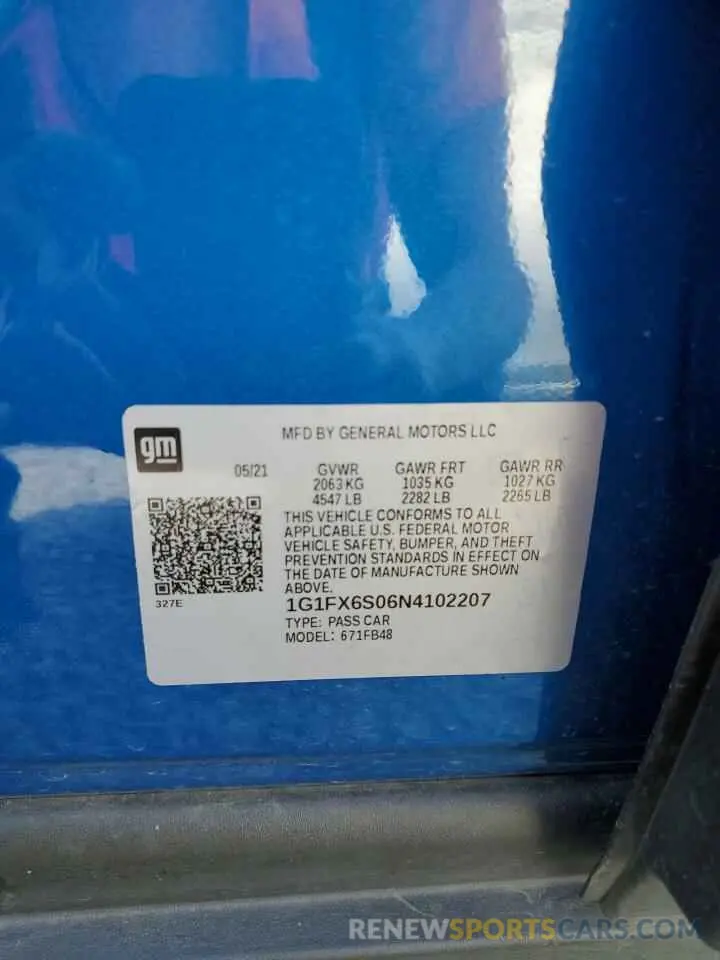 gm
MFD BY GENERAL MOTORS LLC
05/21 GVWR GAWR FRT GAWR RR
2063 KG 1035 KG 1027 KG
4547 LB 2282 LB 2265 LB
THIS VEHICLE CONFORMS TO ALL
APPLICABLE U.S. FEDERAL MOTOR
VEHICLE SAFETY, BUMPER, AND THEFT
PREVENTION STANDARDS IN EFFECT ON
THE DATE OF MANUFACTURE SHOWN
ABOVE.
327E
1G1FX6S06N4102207
TYPE: PASS CAR
MODEL: 671FB48
RENEWSPORTSCARS.COM